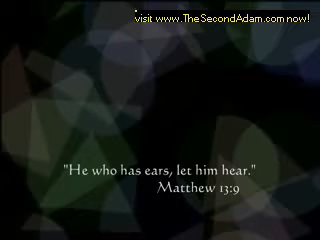 visit www.TheSecondAdam.com now!
"He who has ears, let him hear."
Matthew 13:9